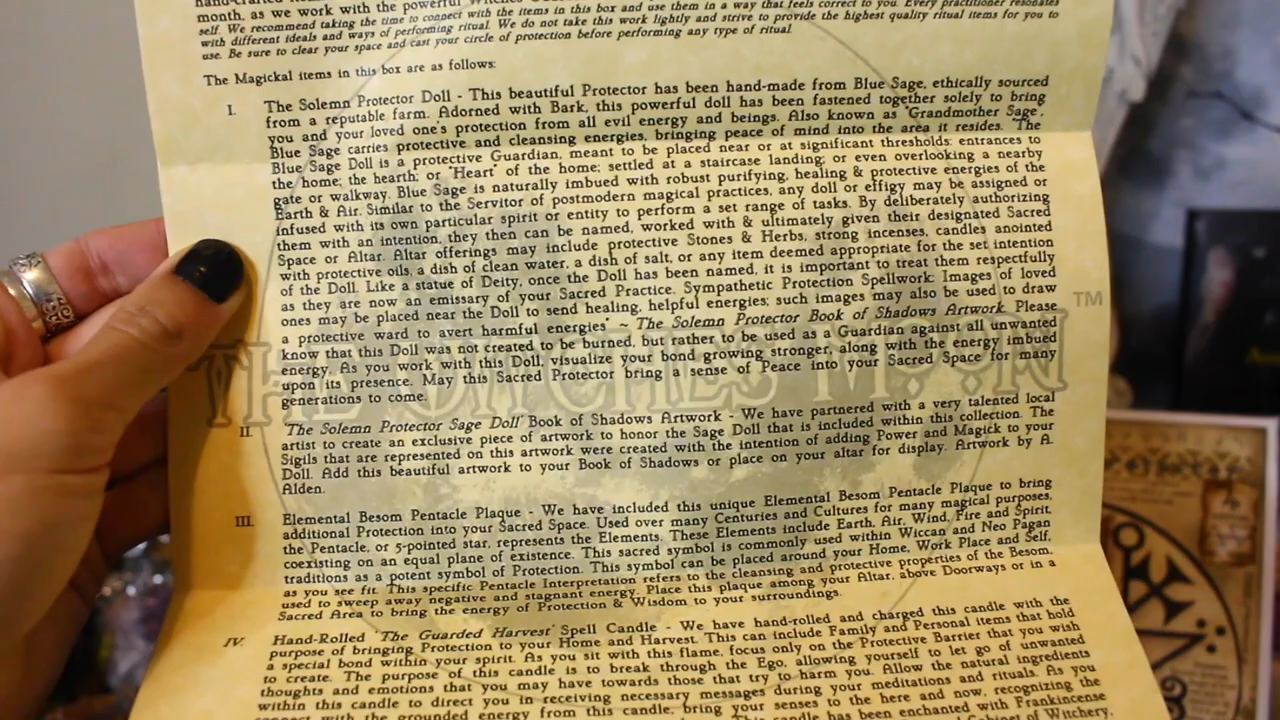 month, as we work with the powerful Witches
self. We recommend taking the time to connect with the items in this box and use them in a way that feels correct to you. Every practitioner resonates
with different ideals and ways of performing ritual. We do not take this work lightly and strive to provide the highest quality ritual items for you to
use. Be sure to clear your space and cast your circle of protection before performing any type of ritual.
The Magickal items in this box are as follows:
I. The Solemn Protector Doll - This beautiful Protector has been hand-made from Blue Sage, ethically sourced
from a reputable farm. Adorned with Bark, this powerful doll has been fastened together solely to bring
you and your loved one's protection from all evil energy and beings. Also known as "Grandmother Sage",
Blue Sage carries protective and cleansing energies, bringing peace of mind into the area it resides. "The
Blue Sage Doll is a protective Guardian, meant to be placed near or at significant thresholds: entrances to
the home; the hearth; or "Heart" of the home; settled at a staircase landing; or even overlooking a nearby
gate or walkway. Blue Sage is naturally imbued with robust purifying, healing & protective energies of the
Earth & Air. Similar to the Servitor of postmodern magical practices, any doll or effigy may be assigned or
infused with its own particular spirit or entity to perform a set range of tasks. By deliberately authorizing
them with an intention, they then can be named, worked with & ultimately given their designated Sacred
Space or Altar. Altar offerings may include protective Stones & Herbs, strong incenses, candles anointed
with protective oils, a dish of clean water, a dish of salt, or any item deemed appropriate for the set intention
of the Doll. Like a statue of Deity, once the Doll has been named, it is important to treat them respectfully
as they are now an emissary of your Sacred Practice. Sympathetic Protection Spellwork: Images of loved
ones may be placed near the Doll to send healing, helpful energies; such images may also be used to draw
a protective ward to avert harmful energies" ~ The Solemn Protector Book of Shadows Artwork. Please
know that this Doll was not created to be burned, but rather to be used as a Guardian against all unwanted
energy. As you work with this Doll, visualize your bond growing stronger, along with the energy imbued
upon its presence. May this Sacred Protector bring a sense of Peace into your Sacred Space for many
generations to come.
II. 'The Solemn Protector Sage Doll' Book of Shadows Artwork - We have partnered with a very talented local
artist to create an exclusive piece of artwork to honor the Sage Doll that is included within this collection. The
Sigils that are represented on this artwork were created with the intention of adding Power and Magick to your
Doll. Add this beautiful artwork to your Book of Shadows or place on your altar for display. Artwork by A.
Alden.
III. Elemental Besom Pentacle Plaque - We have included this unique Elemental Besom Pentacle Plaque to bring
additional Protection into your Sacred Space. Used over many Centuries and Cultures for many magical purposes,
the Pentacle, or 5-pointed star, represents the Elements. These Elements include Earth, Air, Wind, Fire and Spirit,
coexisting on an equal plane of existence. This sacred symbol is commonly used within Wiccan and Neo Pagan
traditions as a potent symbol of Protection. This symbol can be placed around your Home, Work Place and Self,
as you see fit. This specific Pentacle Interpretation refers to the cleansing and protective properties of the Besom,
used to sweep away negative and stagnant energy. Place this plaque among your Altar, above Doorways or in a
Sacred Area to bring the energy of Protection & Wisdom to your surroundings.
IV. Hand-Rolled 'The Guarded Harvest' Spell Candle - We have hand-rolled and charged this candle with the
purpose of bringing Protection to your Home and Harvest. This can include Family and Personal items that hold
a special bond within your spirit. As you sit with this flame, focus only on the Protective Barrier that you wish
to create. The purpose of this candle is to break through the Ego, allowing yourself to let go of unwanted
thoughts and emotions that you may have towards those that try to harm you. Allow the natural ingredients
within this candle to direct you in receiving necessary messages during your meditations and rituals. As you
connect with the grounded energy from this candle, bring your senses to the here and now, recognizing the
candle has been enchanted with Frankincense
Cabinet of Witchery,
THE WITCHES MOON
TM